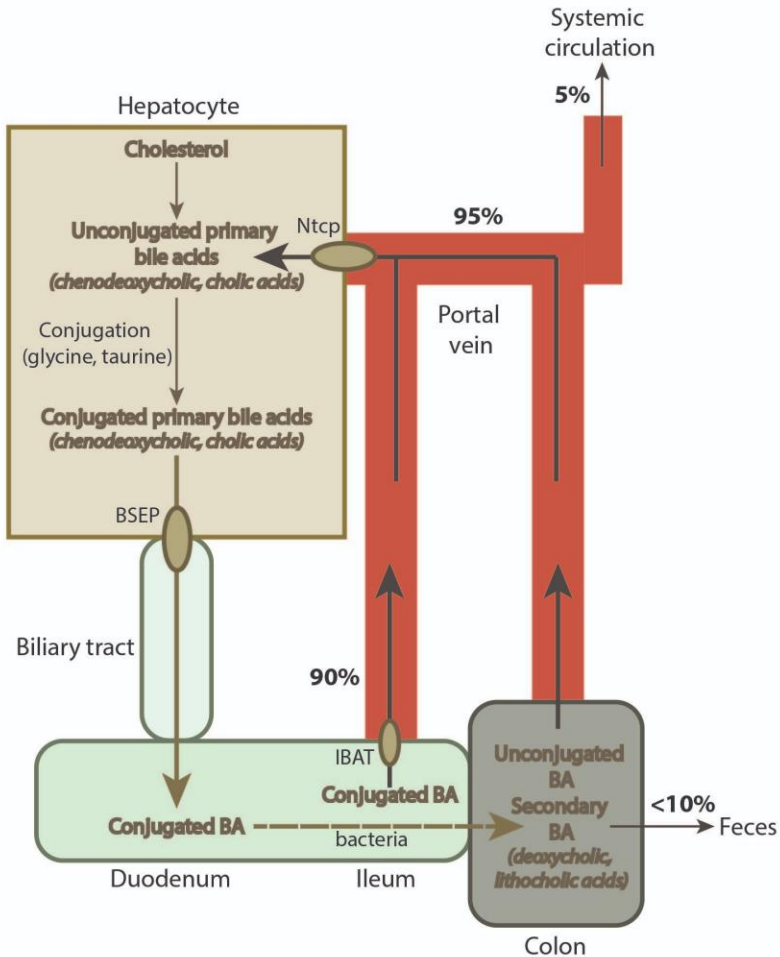 Systemic
circulation
5%
Hepatocyte
Cholesterol
Ntcp
95%
Unconjugated primary
bile acids
(chenodeoxycholic, cholic acids)
Portal
vein
Conjugation
(glycine, taurine)
Conjugated primary bile acids
(chenodeoxycholic, cholic acids)
BSEP
Biliary tract
90%
IBAT
Conjugated BA
Conjugated BA
bacteria
Unconjugated
BA
Secondary
BA
(deoxycholic,
lithocholic acids)
<10%
Feces
Duodenum
Ileum
Colon